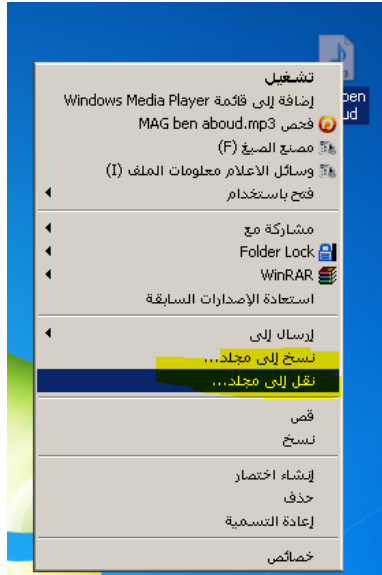 ben
ud
تشغيل
إضافة إلى قائمة Windows Media Player
فحص MAG ben aboud.mp3
مصنع الصيغ (F)
وسائل الاعلام معلومات الملف (I)
فتح باستخدام
مشاركة مع
Folder Lock
WinRAR
استعادة الإصدارات السابقة
إرسال إلى
نسخ إلى مجلد...
نقل إلى مجلد...
قص
نسخ
إنشاء اختصار
حذف
إعادة التسمية
خصائص